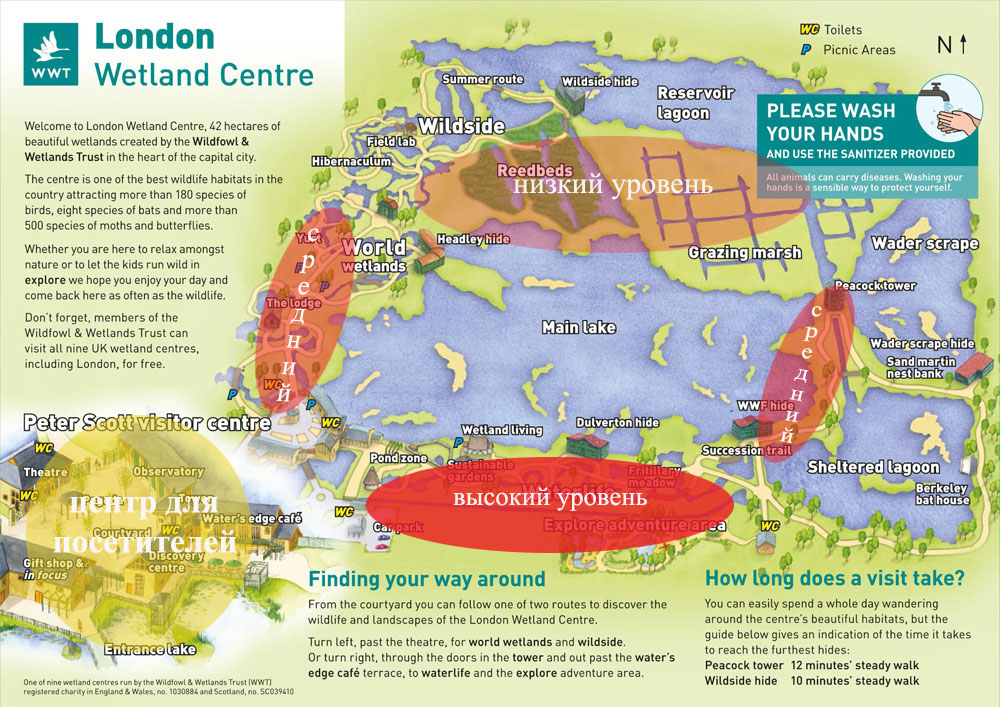 WWT
London
Wetland Centre
Welcome to London Wetland Centre, 42 hectares of
beautiful wetlands created by the Wildfowl &
Wetlands Trust in the heart of the capital city.
The centre is one of the best wildlife habitats in the
country attracting more than 180 species of
birds, eight species of bats and more than
500 species of moths and butterflies.
Whether you are here to relax amongst
nature or to let the kids run wild in
explore we hope you enjoy your day and
come back here as often as the wildlife.
Don't forget, members of the
Wildfowl & Wetlands Trust can
visit all nine UK wetland centres,
including London, for free.
WC Toilets
P Picnic Areas
N
PLEASE WASH
YOUR HANDS
AND USE THE SANITIZER PROVIDED
All animals can carry diseases. Washing your
hands is a sensible way to protect yourself.
Summer route
Wildside hide
Reservoir
lagoon
Wildside
Field lab
Hibernaculum
Reedbeds
низкий уровень
Yurt
World
wetlands
Headley hide
Grazing marsh
Wader scrape
средний
P
P
The lodge
Peacock tower
Main lake
средний
Wader scrape hide
Sand martin
nest bank
WC
P
P
WWF hide
Peter Scott visitor centre
WC
Wetland living
Dulverton hide
P
Succession trail
Sheltered lagoon
Pond zone
Sustainable
gardens
Fritillary
meadow
Berkeley
bat house
Waterlife
высокий уровень
WC
Car park
Explore adventure area
WC
WC
Theatre
Observatory
WC
Tower
центр для
посетителей
Courtyard
WC
Water's edge café
Gift shop &
in focus
Discovery
centre
Entrance lake
Finding your way around
From the courtyard you can follow one of two routes to discover the
wildlife and landscapes of the London Wetland Centre.
Turn left, past the theatre, for world wetlands and wildside.
Or turn right, through the doors in the tower and out past the water's
edge café terrace, to waterlife and the explore adventure area.
How long does a visit take?
You can easily spend a whole day wandering
around the centre's beautiful habitats, but the
guide below gives an indication of the time it takes
to reach the furthest hides:
Peacock tower 12 minutes' steady walk
Wildside hide 10 minutes' steady walk
One of nine wetland centres run by the Wildfowl & Wetlands Trust (WWT)
registered charity in England & Wales, no. 1030884 and Scotland, no. SC039410